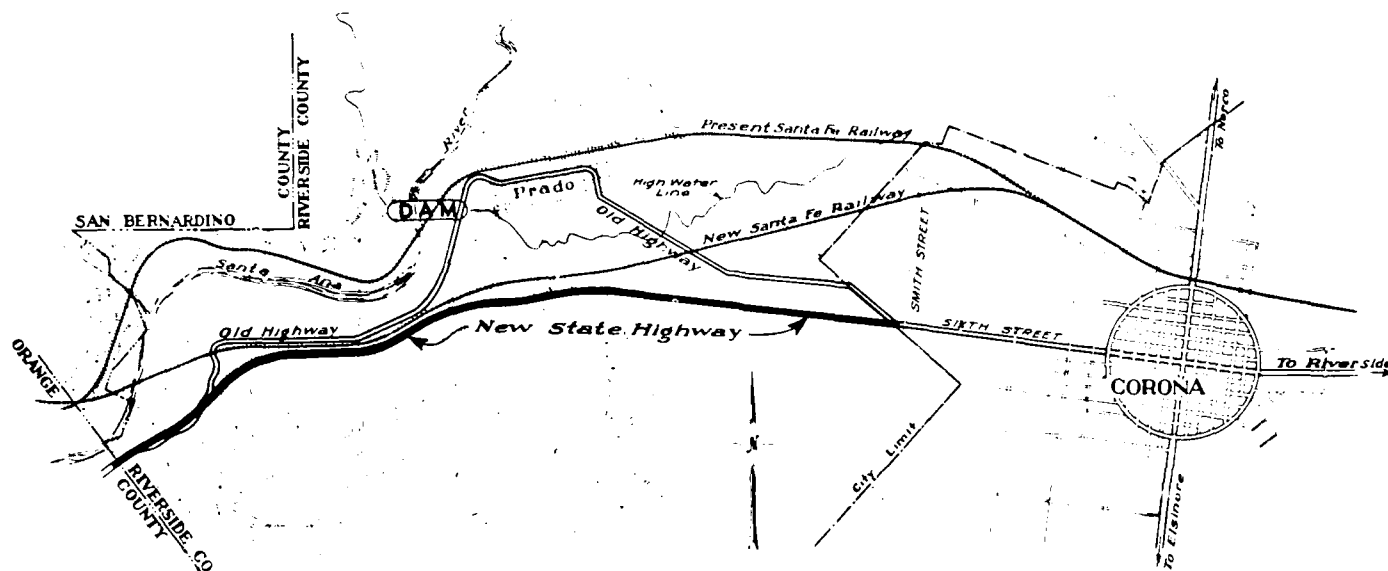 COUNTY
RIVERSIDE COUNTY
SAN BERNARDINO
River
DAM
Prado
Present Santa Fe Railway
High Water
Line
Old Highway
New Santa Fe Railway
SMITH STREET
To Norco
Santa Ana
Old Highway
New State Highway
SIXTH STREET
To Riverside
CORONA
ORANGE
COUNTY
RIVERSIDE CO.
N
City Limit
To Elsinore